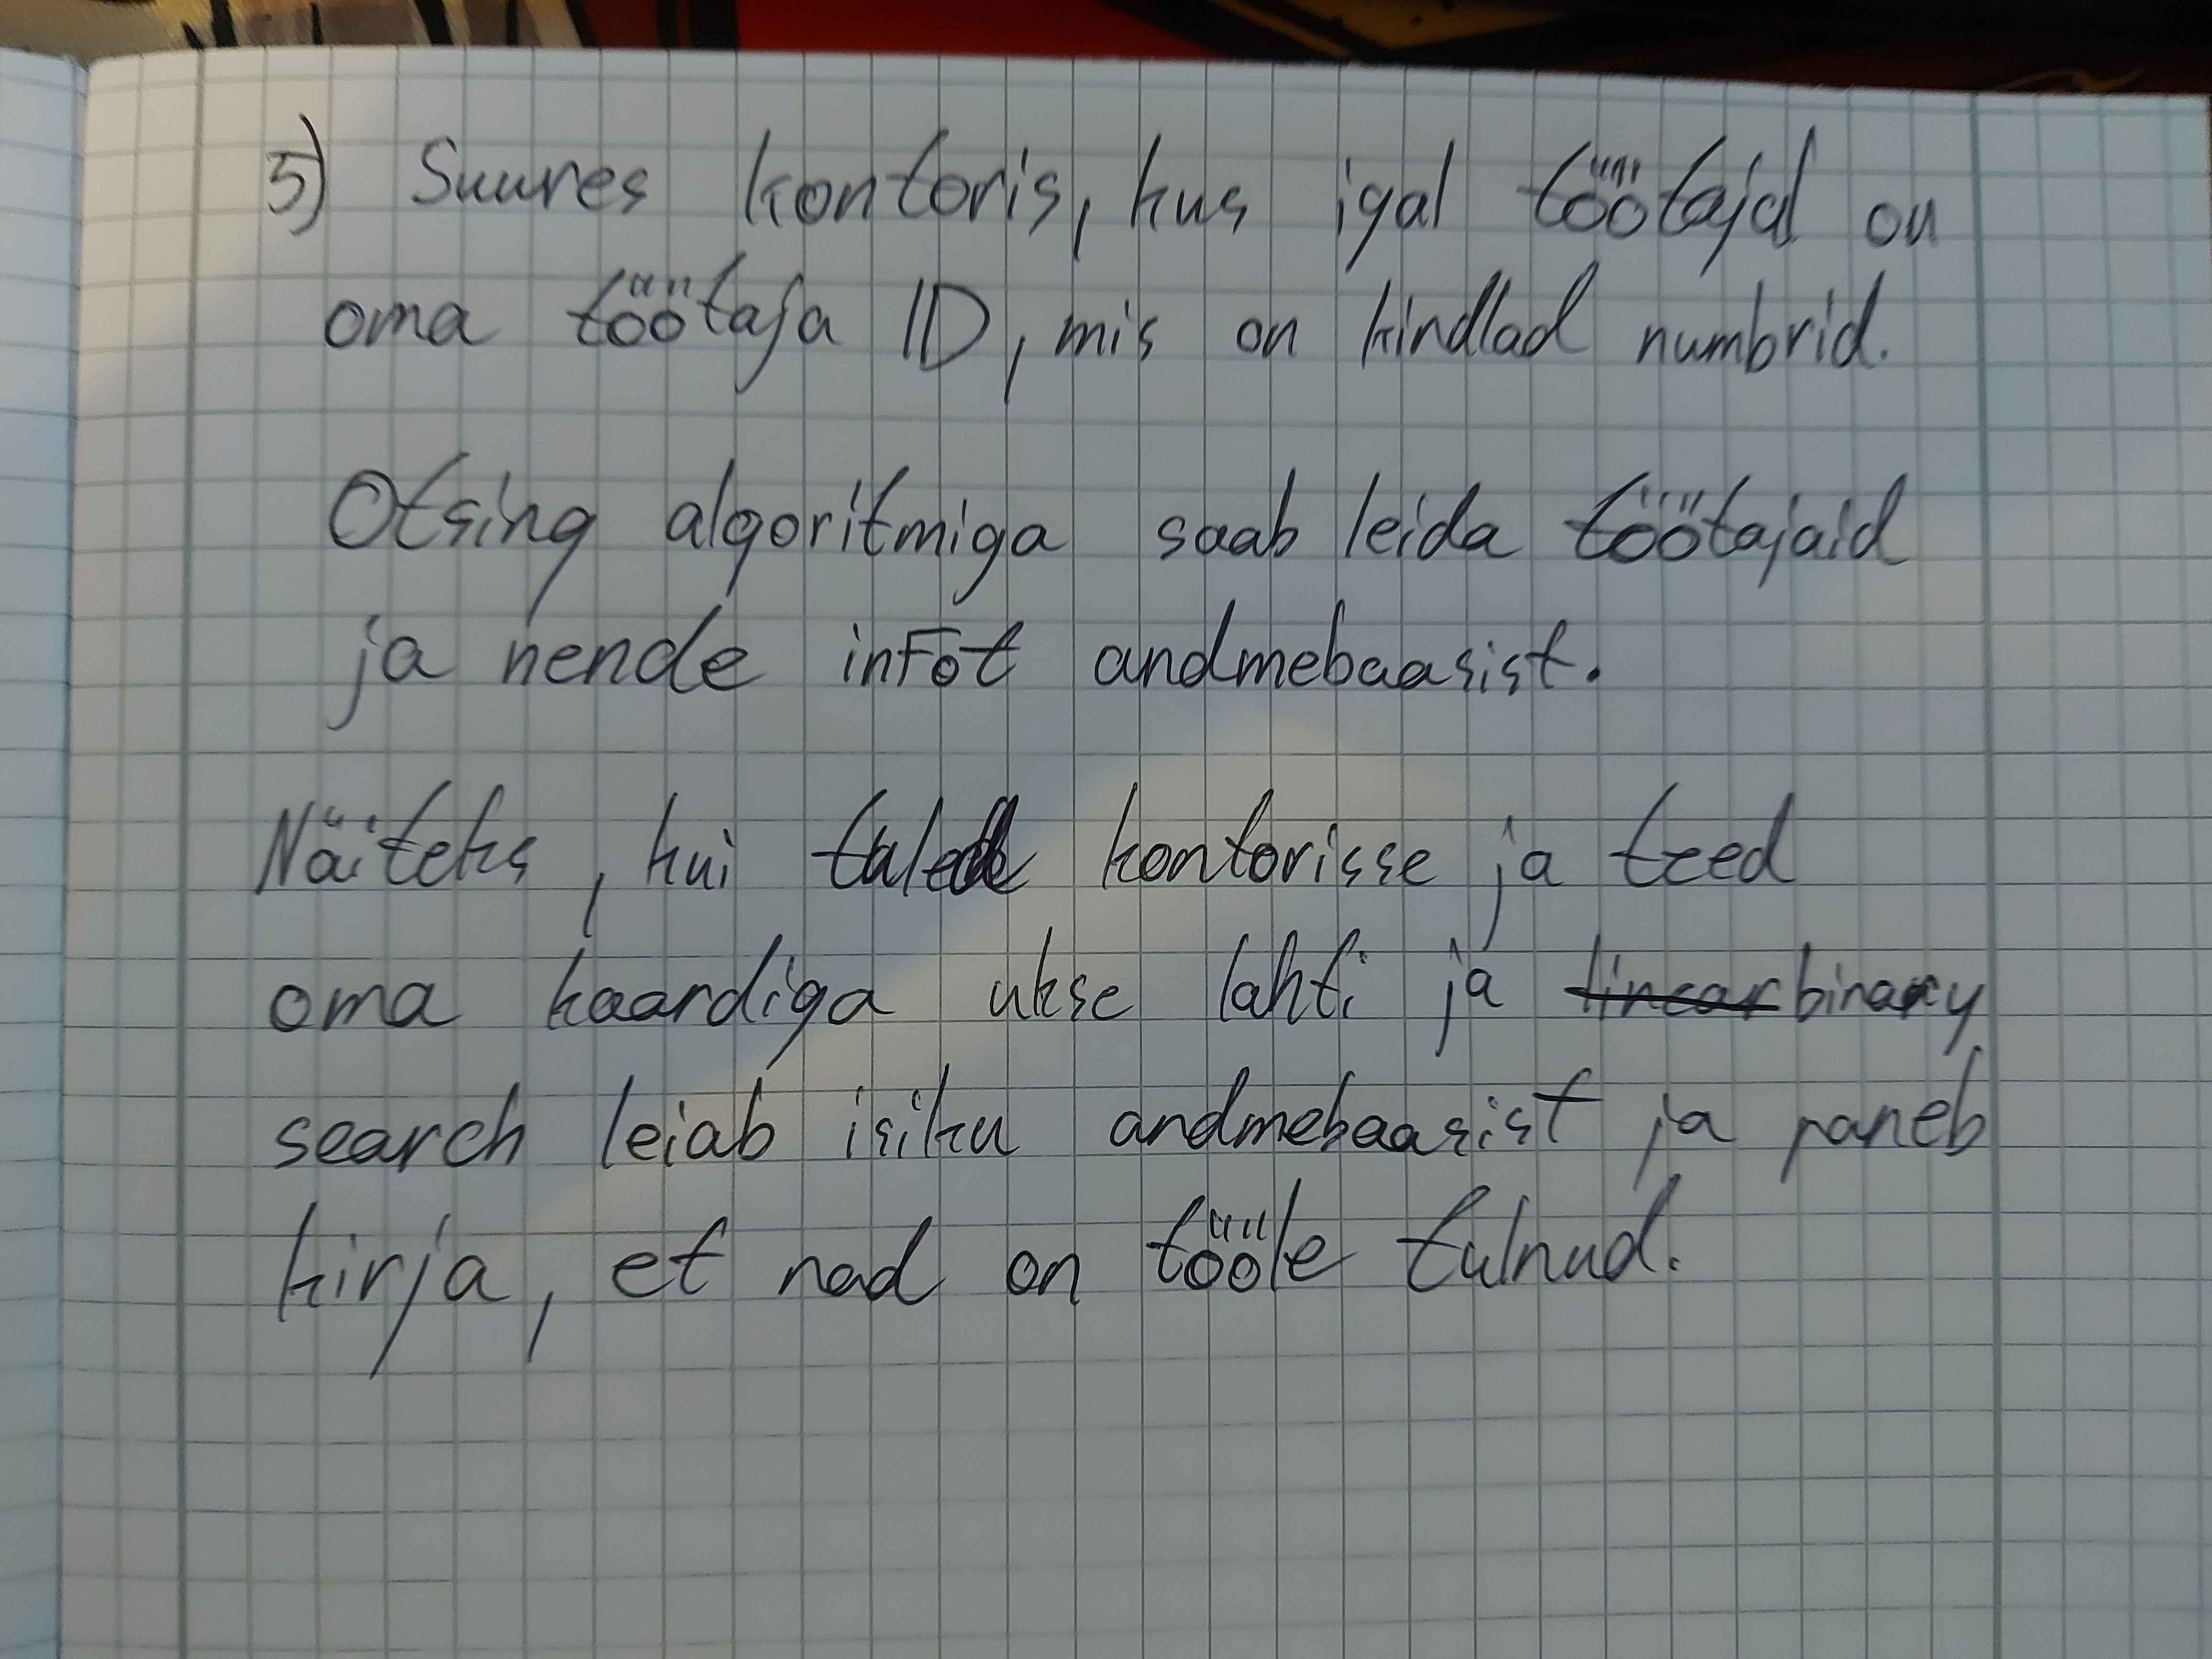 5) Suures kontoris, kus igal töötajal on
oma töötaja ID, mis on kindlad numbrid.
Otsing algoritmiga saab leida töötajaid
ja nende infot andmebaasist.
Näiteks, kui tuled kontorisse ja teed
oma kaardiga ukse lahti ja linear binary
search leiab isiku andmebaasist ja paneb
kirja, et nad on tööle tulnud.